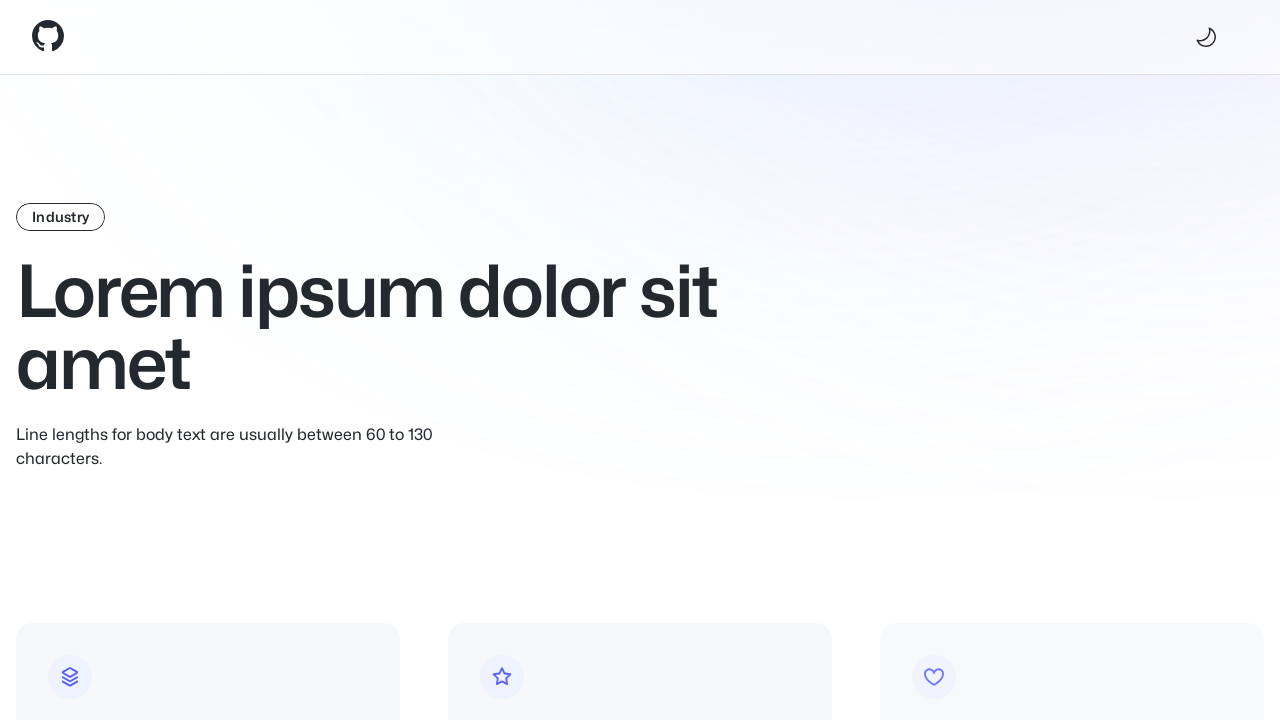 Industry
Lorem ipsum dolor sit
amet
Line lengths for body text are usually between 60 to 130
characters.